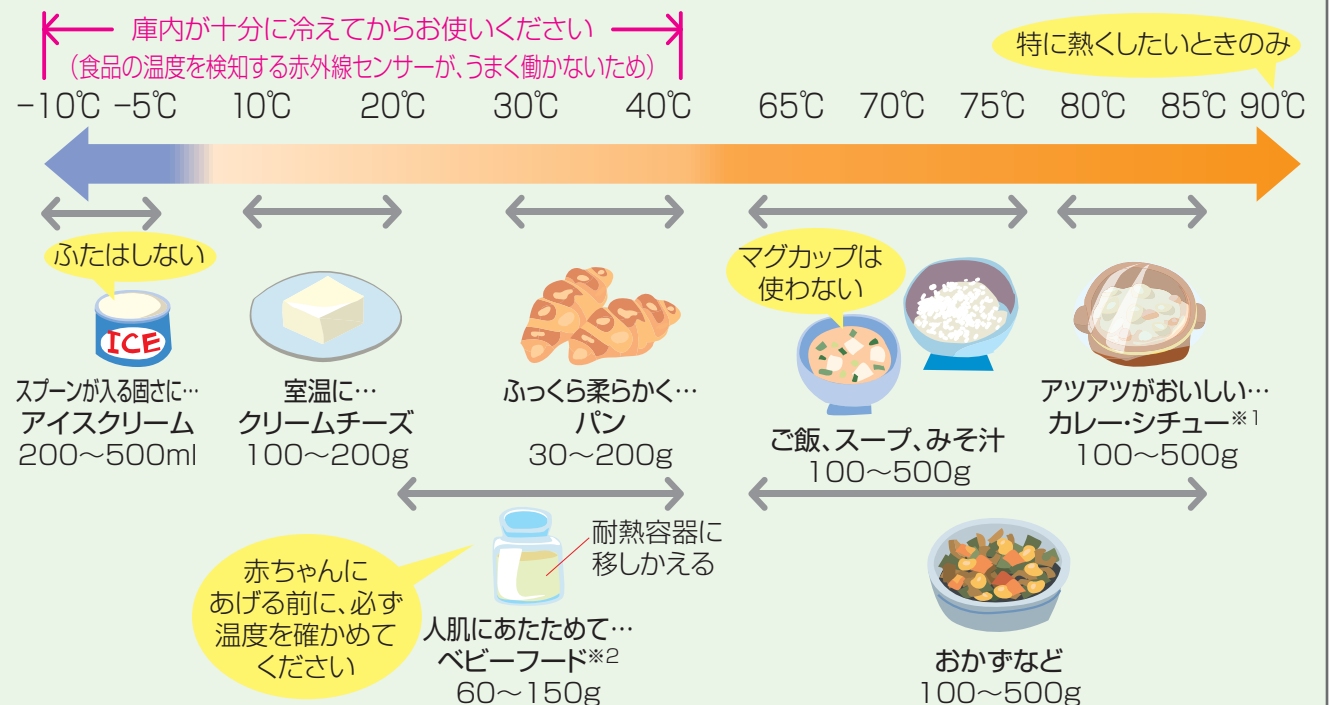 庫内が十分に冷えてからお使いください
(食品の温度を検知する赤外線センサーが、うまく働かないため)
特に熱くしたいときのみ
−10℃ −5℃ 10℃ 20℃ 30℃ 40℃ 65℃ 70℃ 75℃ 80℃ 85℃ 90℃
ふたはしない
ICE
スプーンが入る固さに…
アイスクリーム
200〜500ml
室温に…
クリームチーズ
100〜200g
ふっくら柔らかく…
パン
30〜200g
マグカップは
使わない
ご飯、スープ、みそ汁
100〜500g
アツアツがおいしい…
カレー・シチュー※1
100〜500g
赤ちゃんに
あげる前に、必ず
温度を確かめて
ください
耐熱容器に
移しかえる
人肌にあたためて…
ベビーフード※2
60〜150g
おかずなど
100〜500g